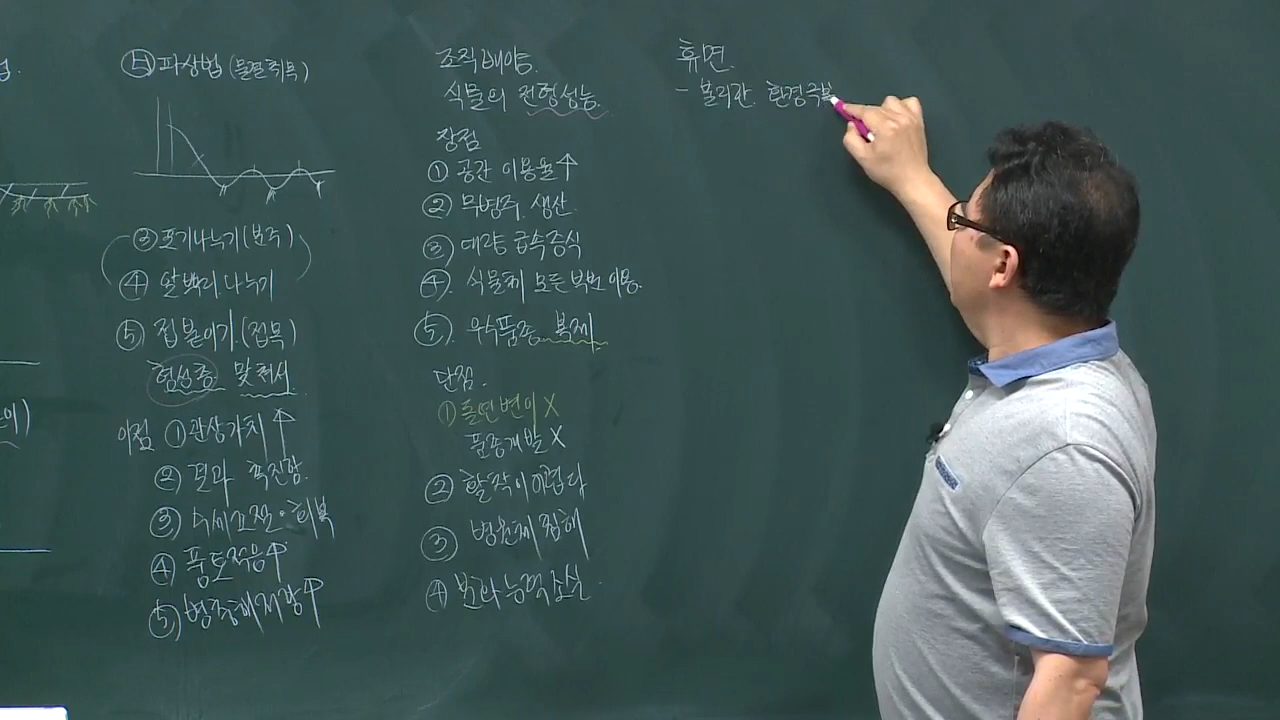 ㉥ 파상법 (물결취목)
③ 포기나누기 (분주)
④ 알뿌리 나누기
⑤ 접붙이기 (접목)
형성층 맞춰서
이점 ① 관상가치 ↑
② 결과 촉진함.
③ 수세조절·회복
④ 풍토적응 ↑
⑤ 병충해저항 ↑
조직배양.
식물의 전형성능.
장점
① 공간 이용율 ↑
② 무병주. 생산.
③ 대량 급속증식
④. 식물체 모든 부번 이용.
⑤. 우수품종 복제
단점.
① 돌연변이 X
품종개발 X
② 활착이 어렵다
③ 병원체 침해
④ 분화능력 소실.
휴면.
- 불리한. 환경극복